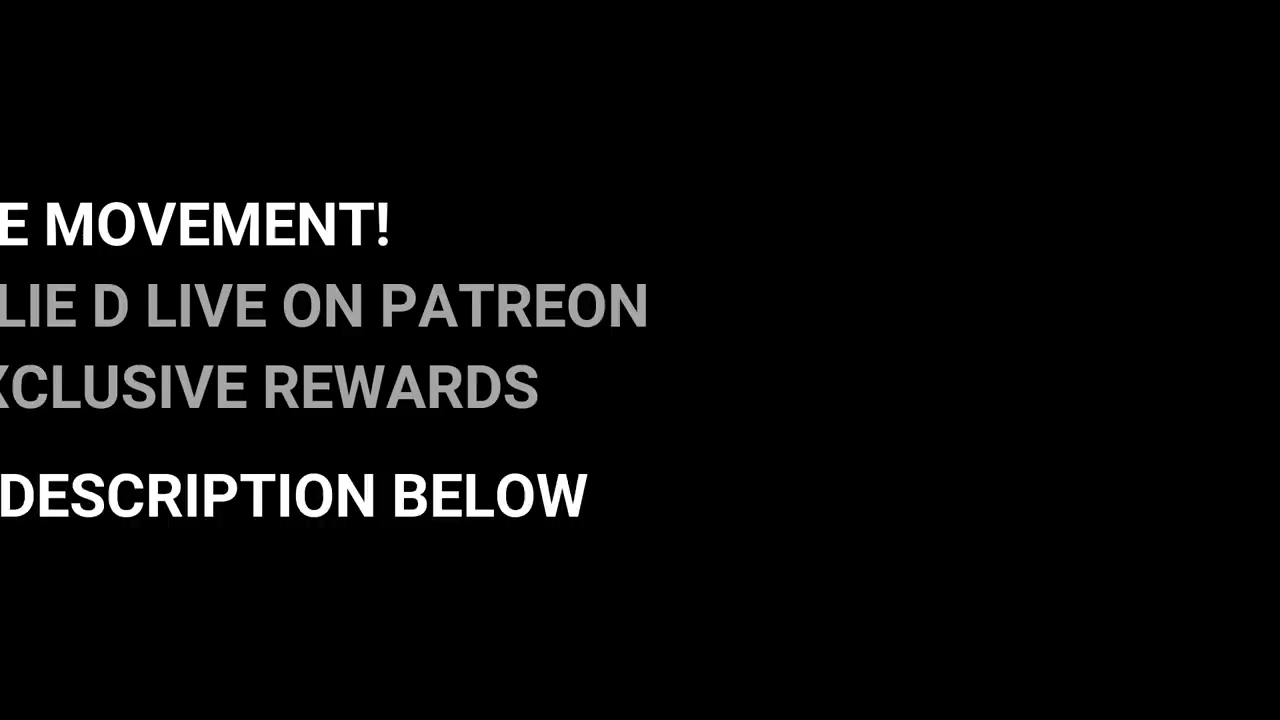 E MOVEMENT!
LIE D LIVE ON PATREON
XCLUSIVE REWARDS
DESCRIPTION BELOW